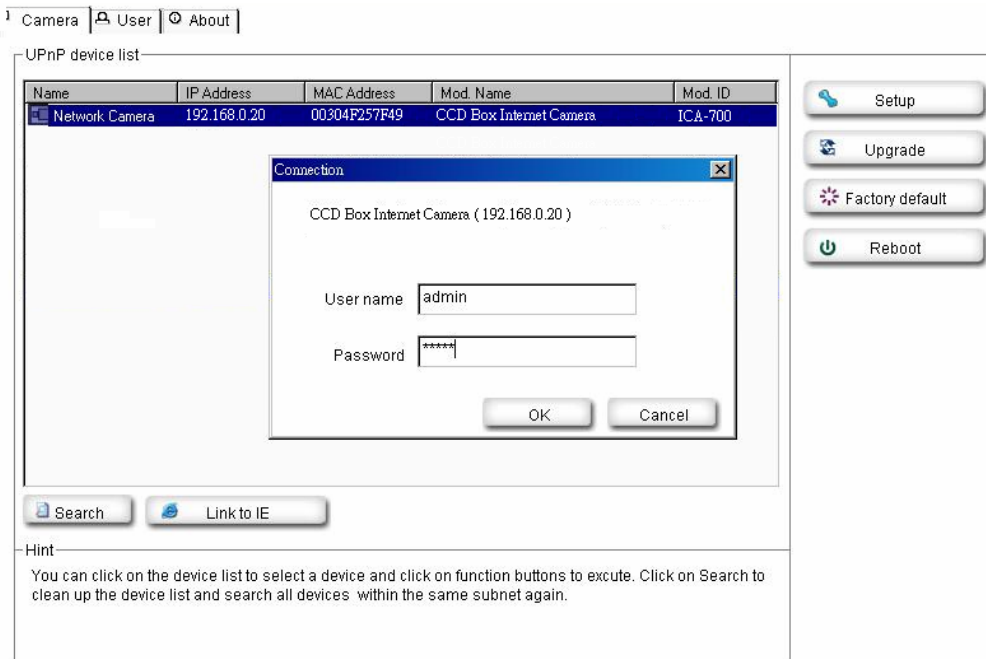 Camera User About
UPnP device list
Name IP Address MAC Address Mod. Name Mod. ID
Network Camera 192.168.0.20 00304F257F49 CCD Box Internet Camera ICA-700
Setup
Upgrade
Factory default
Reboot
Connection
CCD Box Internet Camera ( 192.168.0.20 )
User name admin
Password *****
OK Cancel
Search Link to IE
Hint
You can click on the device list to select a device and click on function buttons to excute. Click on Search to
clean up the device list and search all devices within the same subnet again.